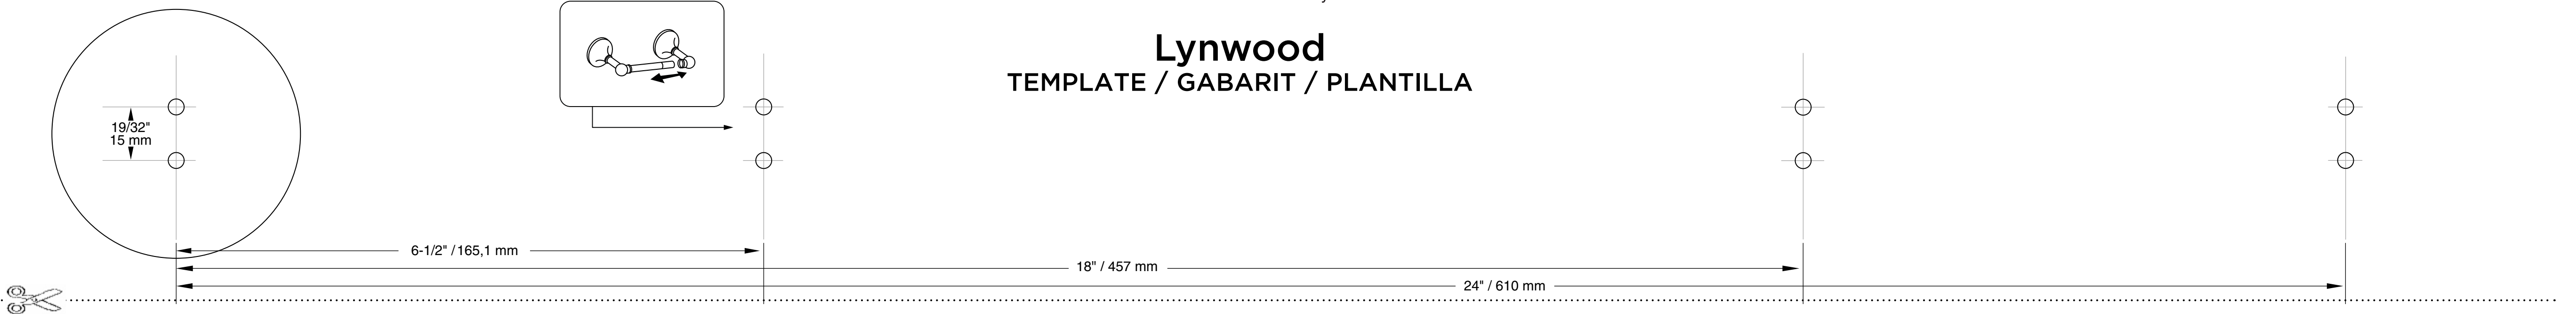 Lynwood
TEMPLATE / GABARIT / PLANTILLA
19/32"
15 mm
6-1/2" / 165,1 mm
18" / 457 mm
24" / 610 mm